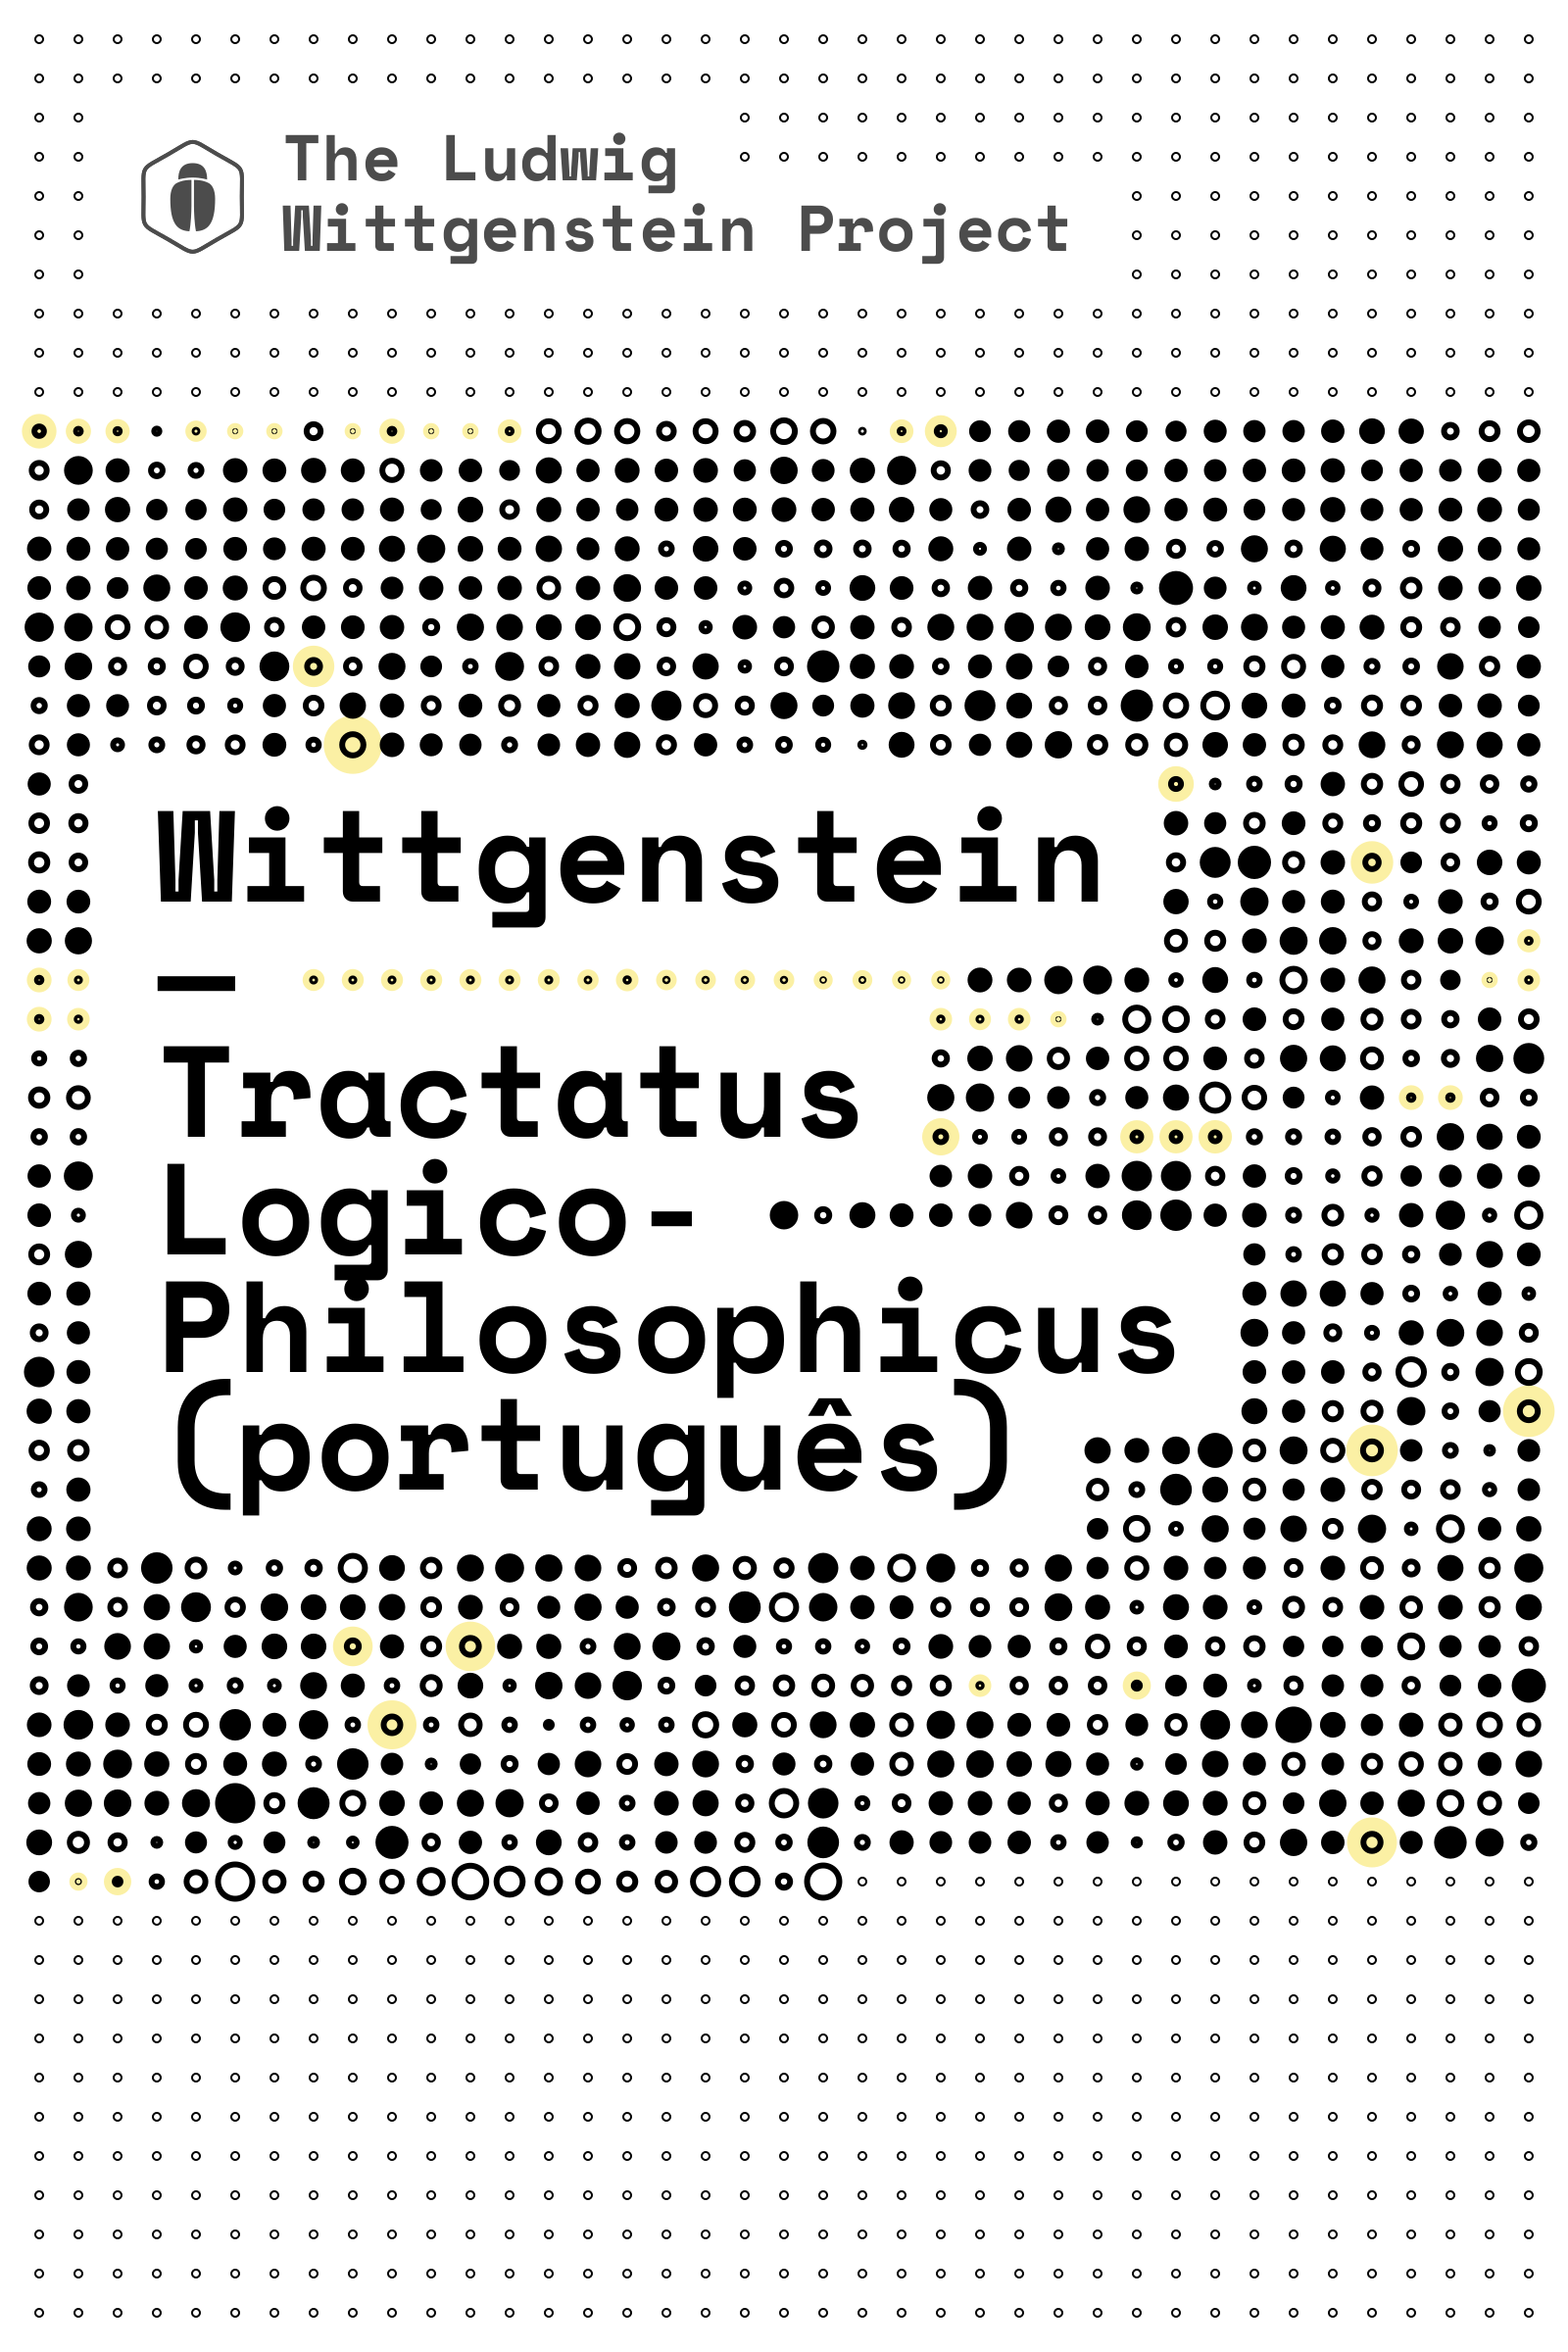 The Ludwig
Wittgenstein Project
Wittgenstein
—
Tractatus
Logico-
Philosophicus
(português)